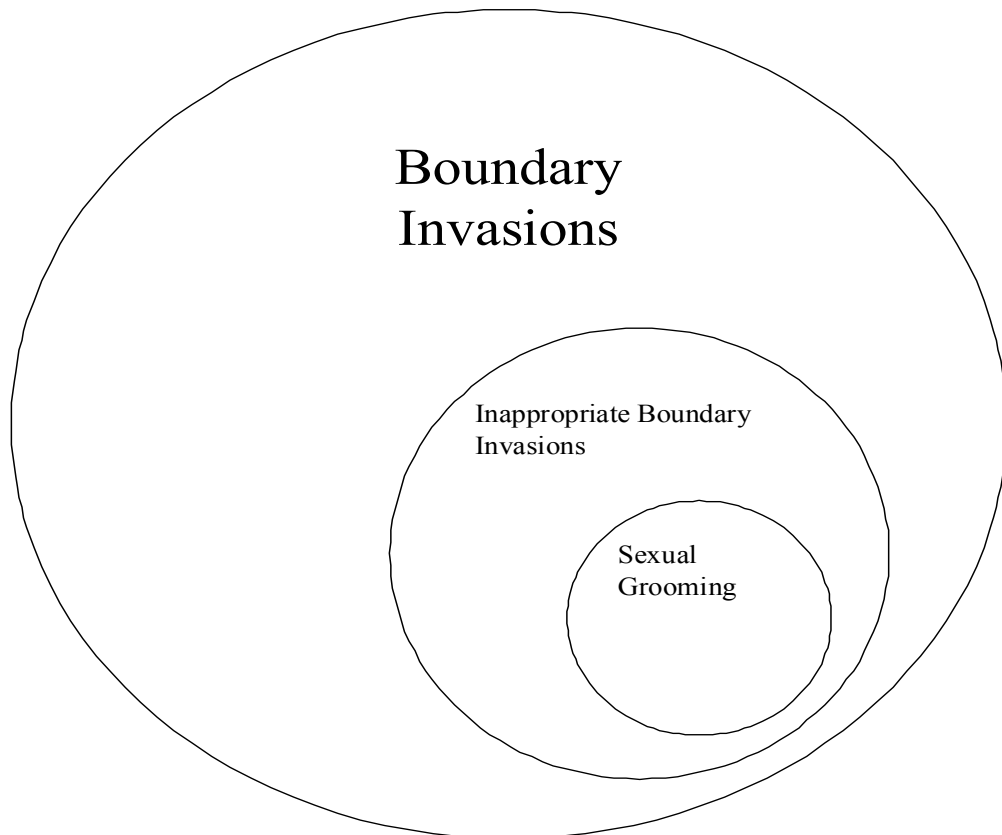 Boundary
Invasions
Inappropriate Boundary
Invasions
Sexual
Grooming